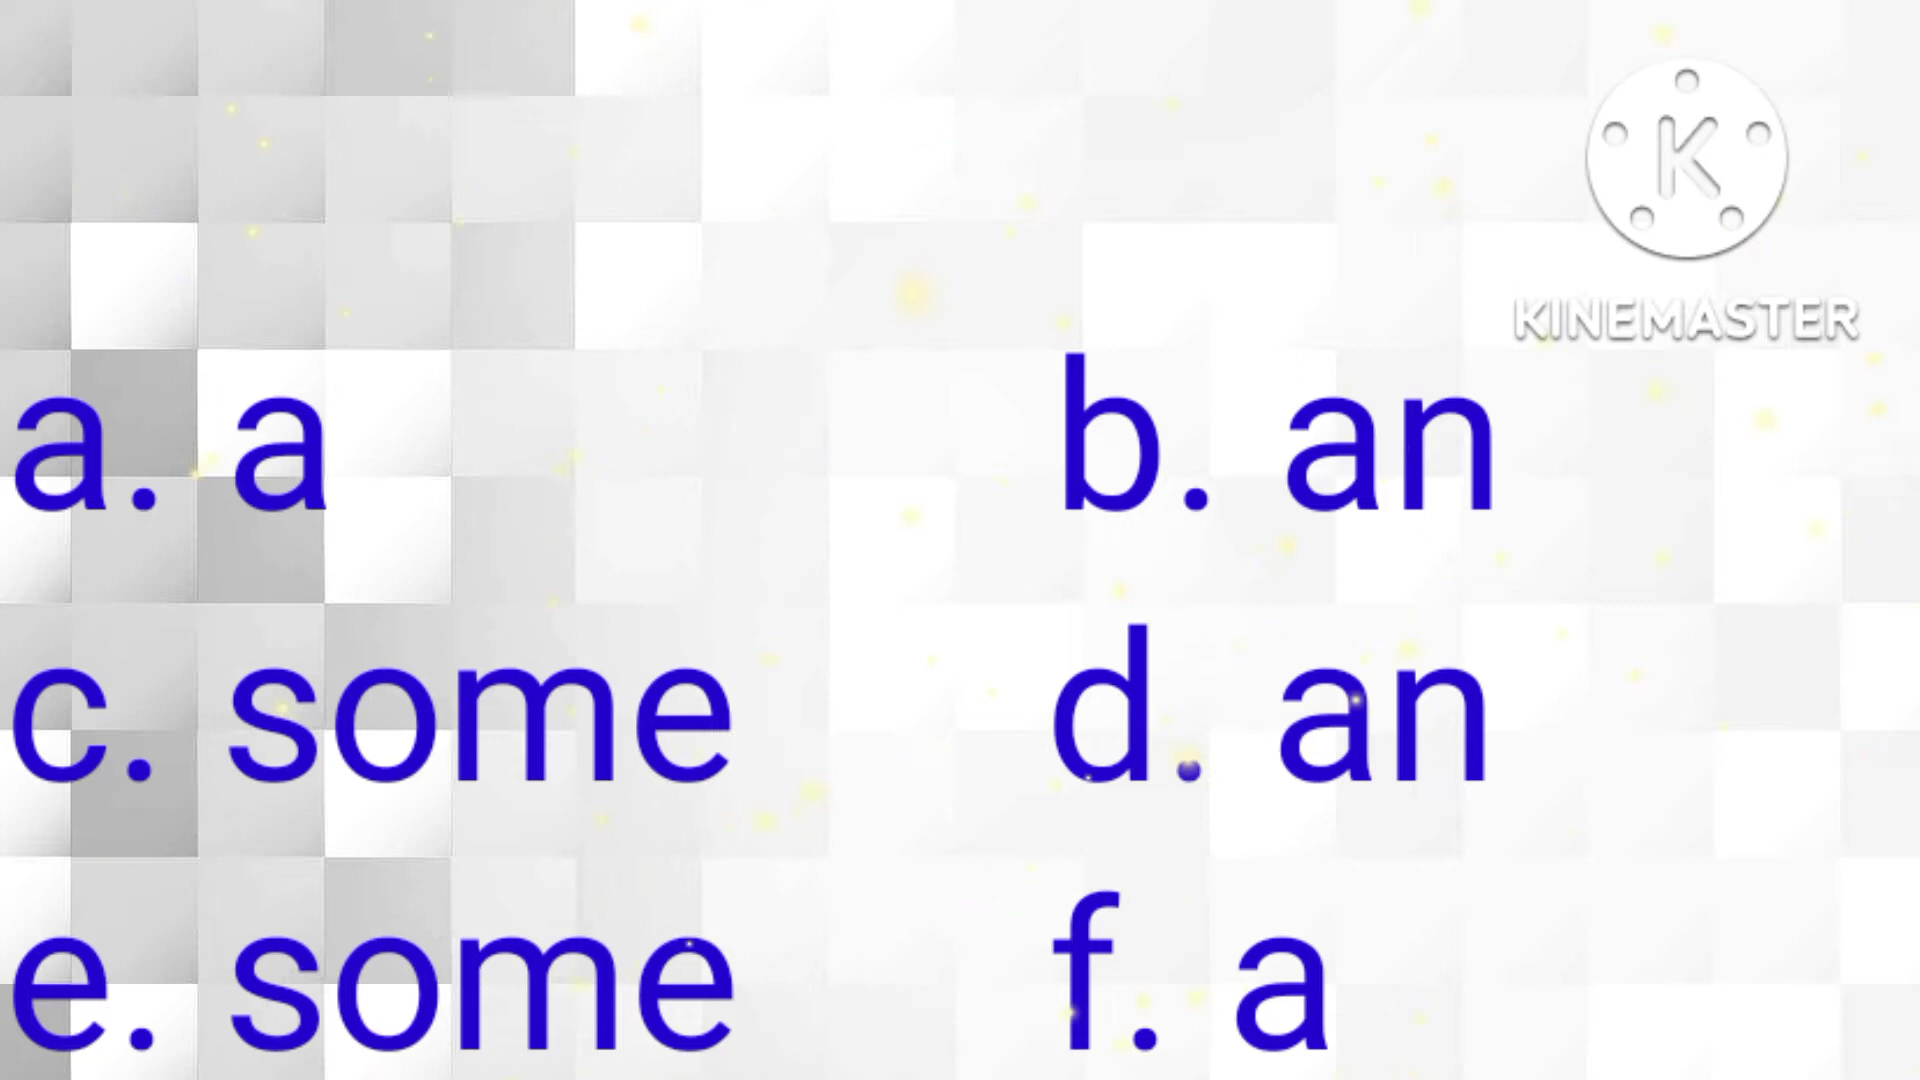 KINEMASTER
a. a b. an
c. some d. an
e. some f. a